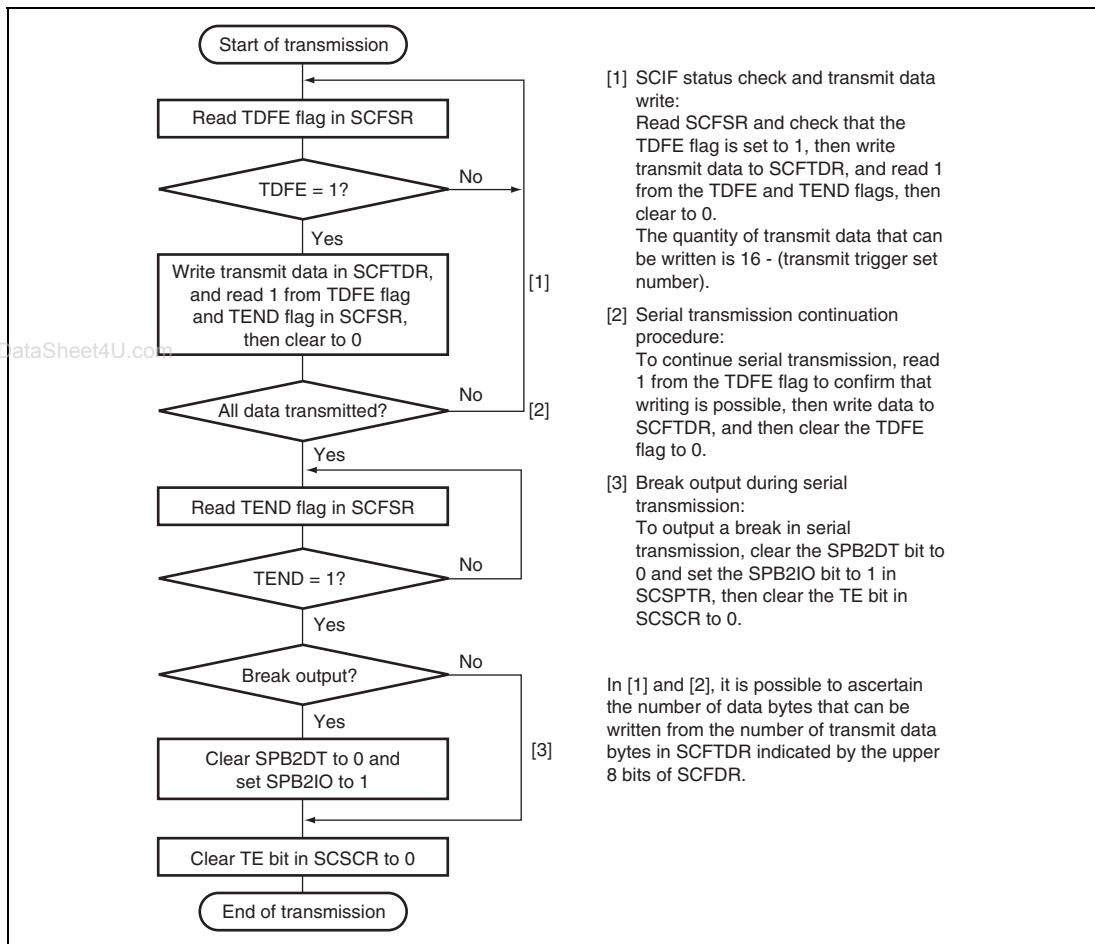 Start of transmission
Read TDFE flag in SCFSR
TDFE = 1?
No
Yes
Write transmit data in SCFTDR,
and read 1 from TDFE flag
and TEND flag in SCFSR,
then clear to 0
[1]
All data transmitted?
No
[2]
Yes
Read TEND flag in SCFSR
TEND = 1?
No
Yes
Break output?
No
Yes
Clear SPB2DT to 0 and
set SPB2IO to 1
[3]
Clear TE bit in SCSCR to 0
End of transmission
[1] SCIF status check and transmit data
write:
Read SCFSR and check that the
TDFE flag is set to 1, then write
transmit data to SCFTDR, and read 1
from the TDFE and TEND flags, then
clear to 0.
The quantity of transmit data that can
be written is 16 - (transmit trigger set
number).
[2] Serial transmission continuation
procedure:
To continue serial transmission, read
1 from the TDFE flag to confirm that
writing is possible, then write data to
SCFTDR, and then clear the TDFE
flag to 0.
[3] Break output during serial
transmission:
To output a break in serial
transmission, clear the SPB2DT bit to
0 and set the SPB2IO bit to 1 in
SCSPTR, then clear the TE bit in
SCSCR to 0.
In [1] and [2], it is possible to ascertain
the number of data bytes that can be
written from the number of transmit data
bytes in SCFTDR indicated by the upper
8 bits of SCFDR.
DataSheet4U.com